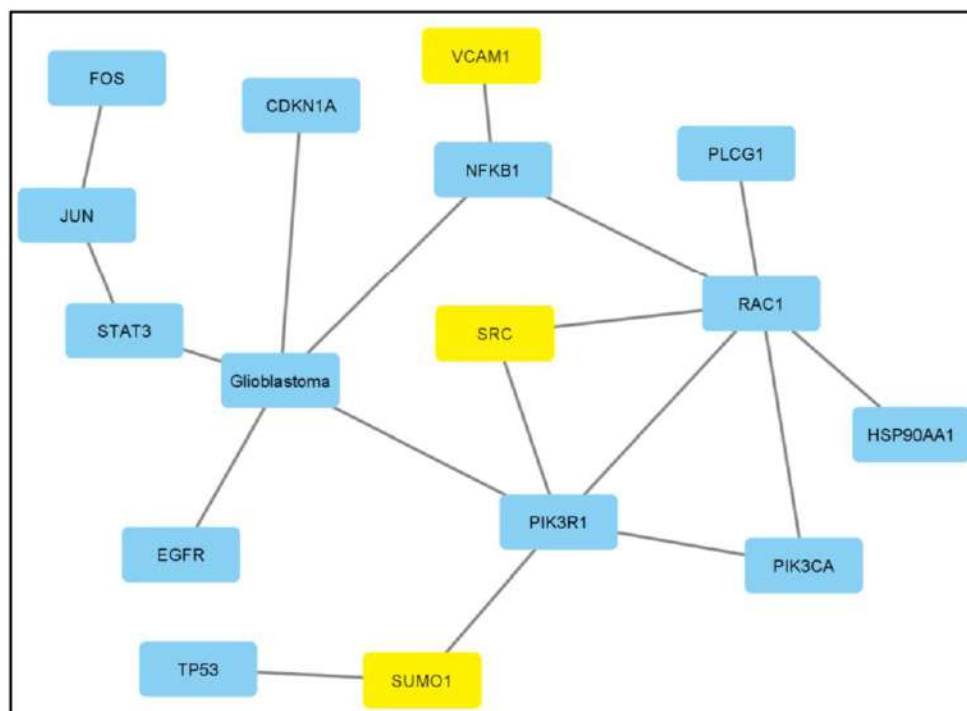 VCAM1
FOS
CDKN1A
PLCG1
NFKB1
JUN
RAC1
STAT3
SRC
Glioblastoma
HSP90AA1
PIK3R1
EGFR
PIK3CA
TP53
SUMO1